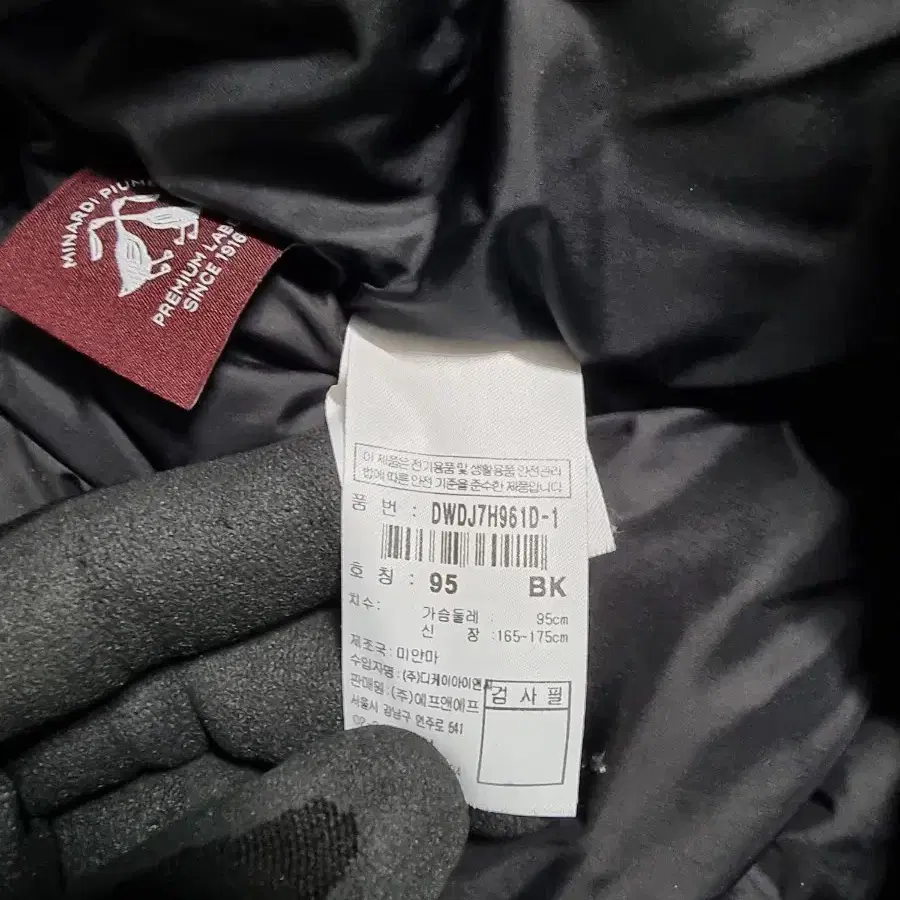 MINARDI
PREMIUM
SINCE 1916
이 제품은 전기용품 및 생활용품 안전관리
법에 따른 안전 기준을 준수한 제품입니다
품 번 : DWDJ7H961D-1
호 칭 : 95 BK
치수 : 가슴둘레 : 95cm
신 장 :165-175cm
제조국 : 미얀마
수입자명 : (주)디케이아이앤씨
판매원 : (주)에프앤에프
서울시 강남구 언주로 541
검 사 필